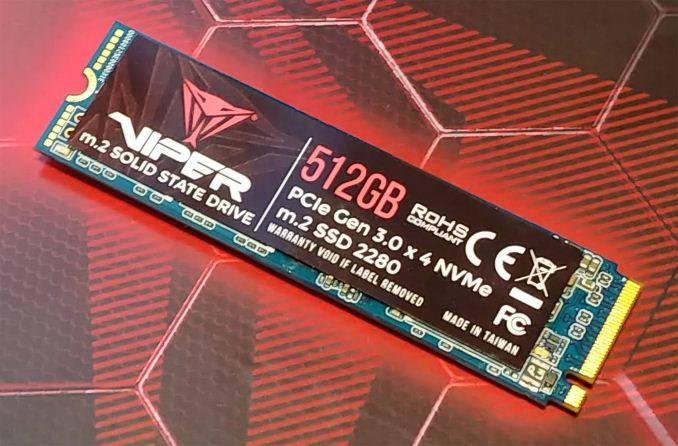 VIPER
m.2 SOLID STATE DRIVE
512GB
PCIe Gen 3.0 x 4 NVMe
m.2 SSD 2280
WARRANTY VOID IF LABEL REMOVED
ROHS
COMPLIANT
CE
FC
MADE IN TAIWAN